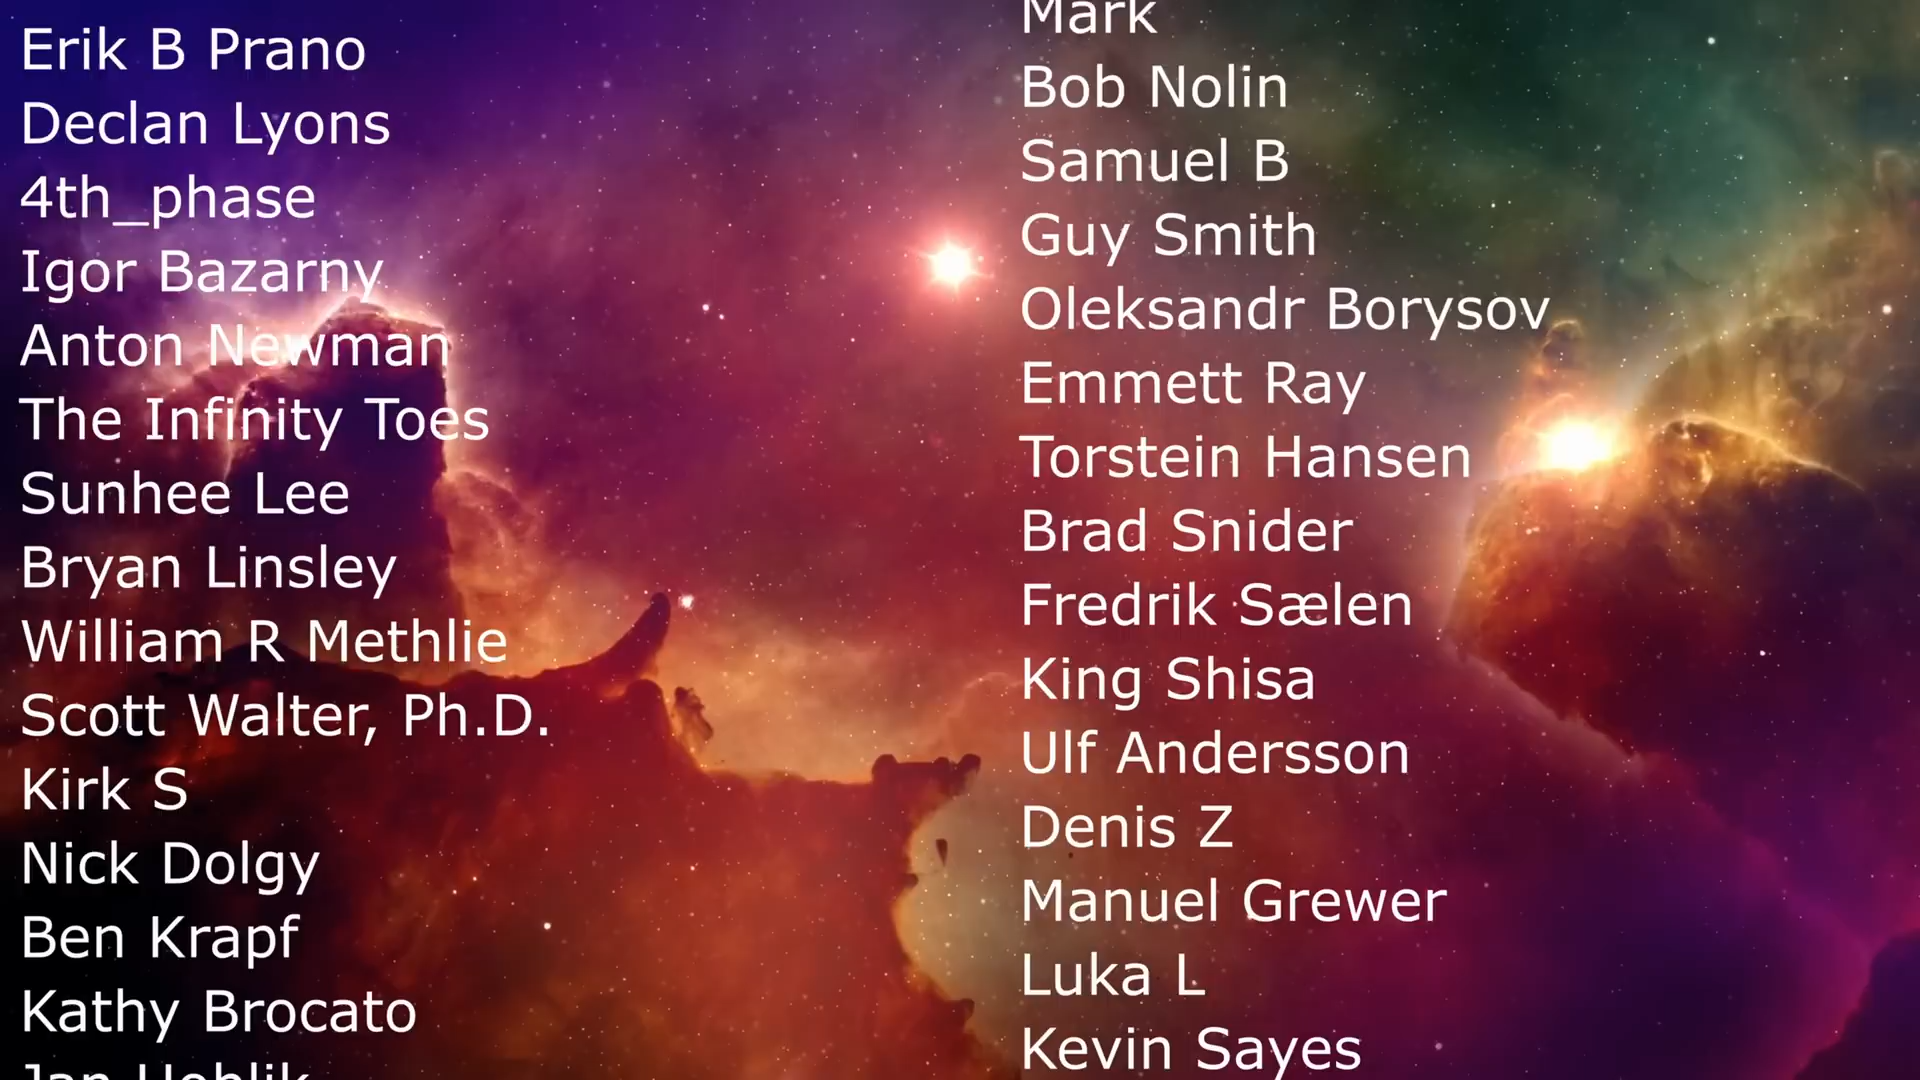 Erik B Prano
Declan Lyons
4th_phase
Igor Bazarny
Anton Newman
The Infinity Toes
Sunhee Lee
Bryan Linsley
William R Methlie
Scott Walter, Ph.D.
Kirk S
Nick Dolgy
Ben Krapf
Kathy Brocato
Jan
Mark
Bob Nolin
Samuel B
Guy Smith
Oleksandr Borysov
Emmett Ray
Torstein Hansen
Brad Snider
Fredrik Sælen
King Shisa
Ulf Andersson
Denis Z
Manuel Grewer
Luka L
Kevin Sayes